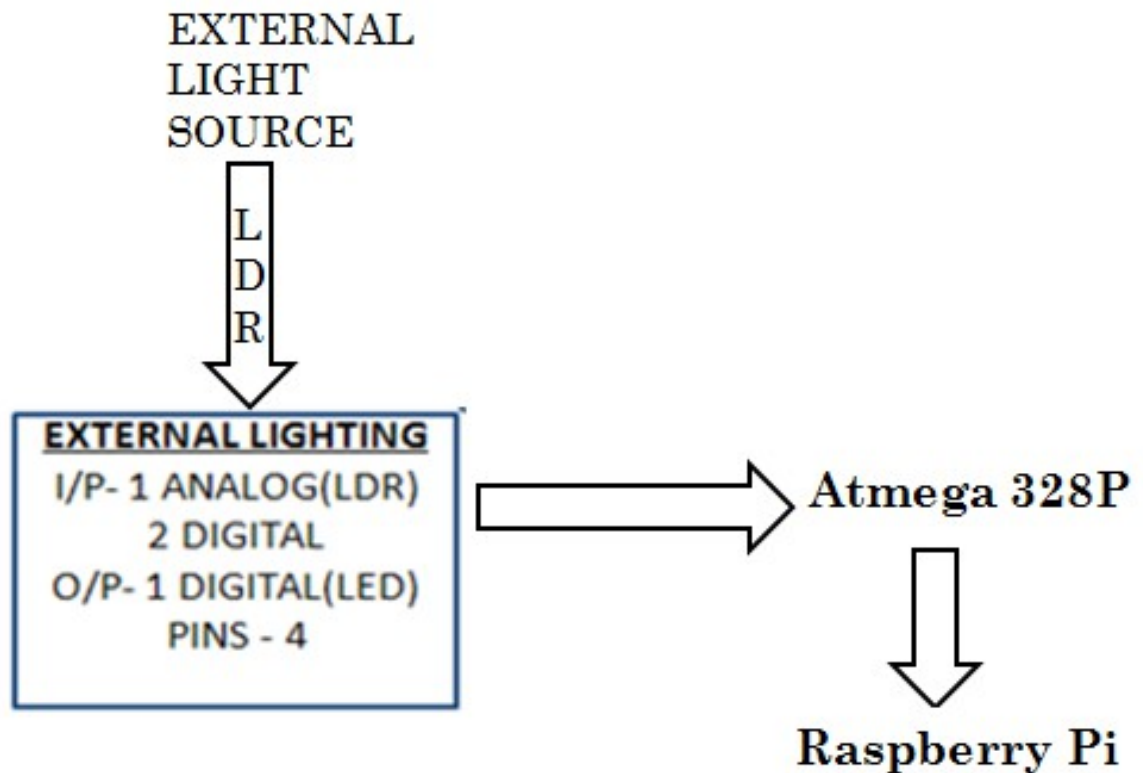 EXTERNAL
LIGHT
SOURCE
L
D
R
EXTERNAL LIGHTING
I/P- 1 ANALOG(LDR)
2 DIGITAL
O/P- 1 DIGITAL(LED)
PINS - 4
Atmega 328P
Raspberry Pi